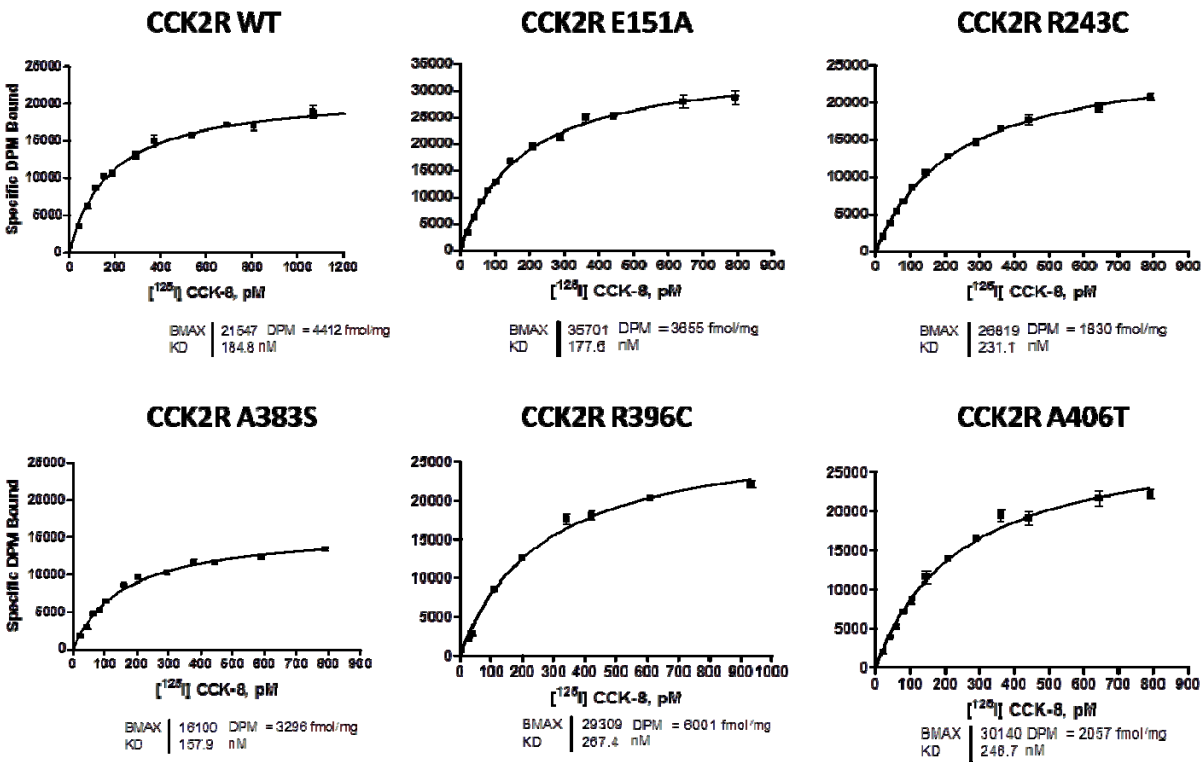 CCK2R WT
CCK2R E151A
CCK2R R243C
Specific DPM Bound
25000
20000
15000
10000
5000
0
0 200 400 600 800 1000 1200
[¹²⁵I] CCK-8, pM
BMAX 21547 DPM = 4412 fmol/mg
KD 184.8 nM
35000
30000
25000
20000
15000
10000
5000
0
0 100 200 300 400 500 600 700 800 900
[¹²⁵I] CCK-8, pM
BMAX 35701 DPM = 3655 fmol/mg
KD 177.6 nM
25000
20000
15000
10000
5000
0
0 100 200 300 400 500 600 700 800 900
[¹²⁵I] CCK-8, pM
BMAX 26819 DPM = 1830 fmol/mg
KD 231.1 nM
CCK2R A383S
CCK2R R396C
CCK2R A406T
Specific DPM Bound
25000
20000
15000
10000
5000
0
0 100 200 300 400 500 600 700 800 900
[¹²⁵I] CCK-8, pM
BMAX 16100 DPM = 3296 fmol/mg
KD 157.9 nM
25000
20000
15000
10000
5000
0
0 100 200 300 400 500 600 700 800 900 1000
[¹²⁵I] CCK-8, pM
BMAX 29309 DPM = 6001 fmol/mg
KD 267.4 nM
25000
20000
15000
10000
5000
0
0 100 200 300 400 500 600 700 800 900
[¹²⁵I] CCK-8, pM
BMAX 30140 DPM = 2057 fmol/mg
KD 246.7 nM